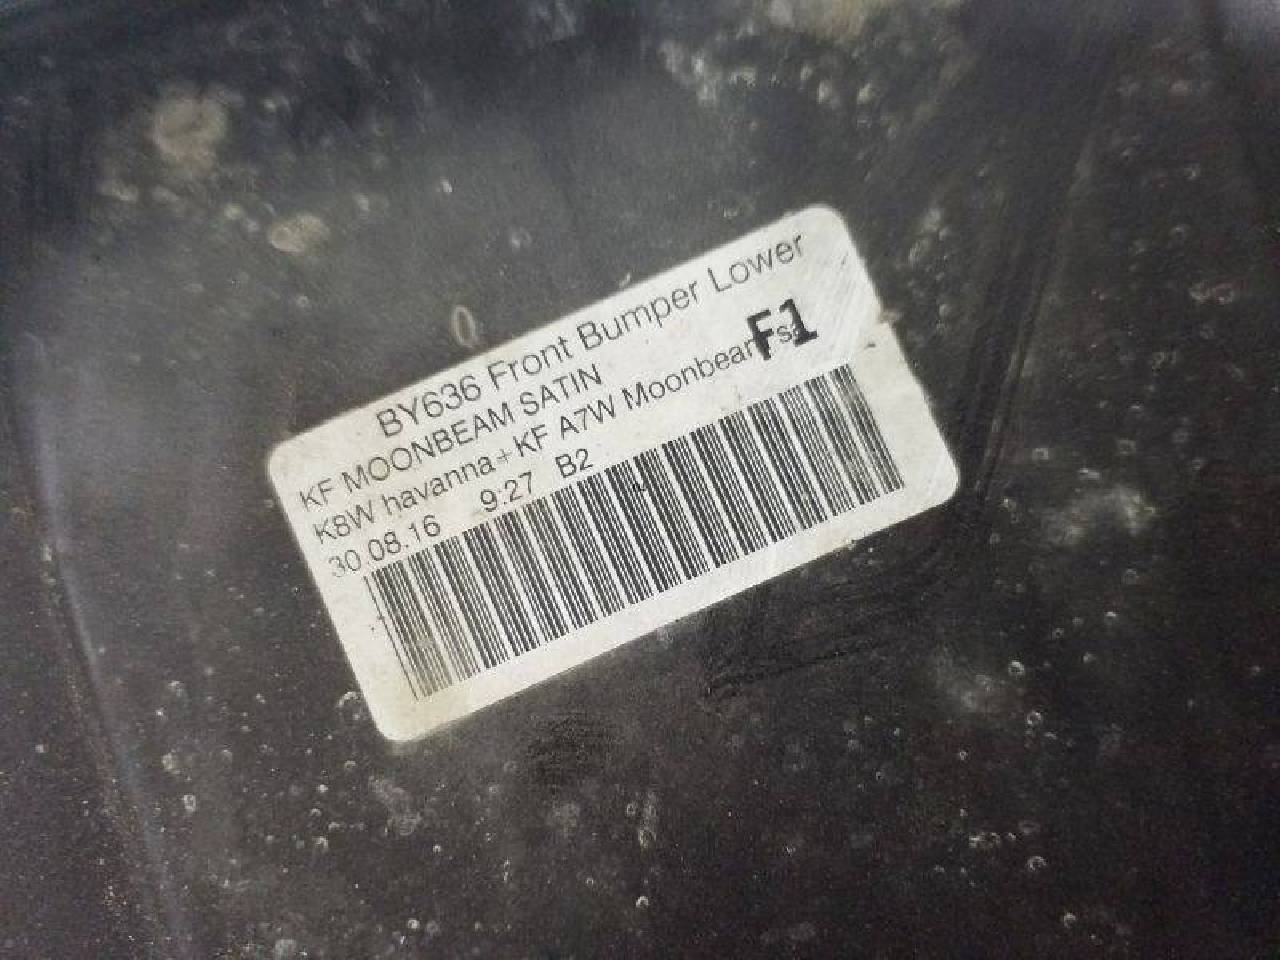 BY636 Front Bumper Lower
KF MOONBEAM SATIN
K8W havanna + KF A7W Moonbeam
F1
30.08.16 9:27 B2